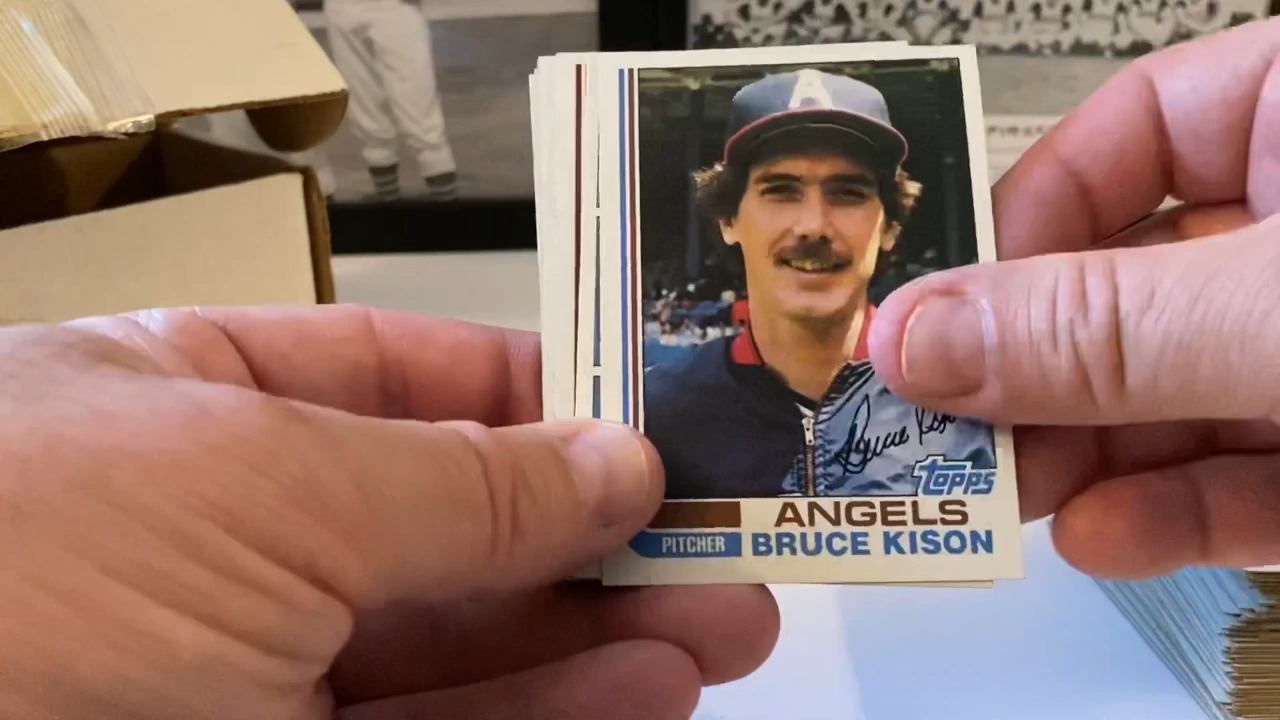 A
Bruce Kison
topps
ANGELS
PITCHER
BRUCE KISON